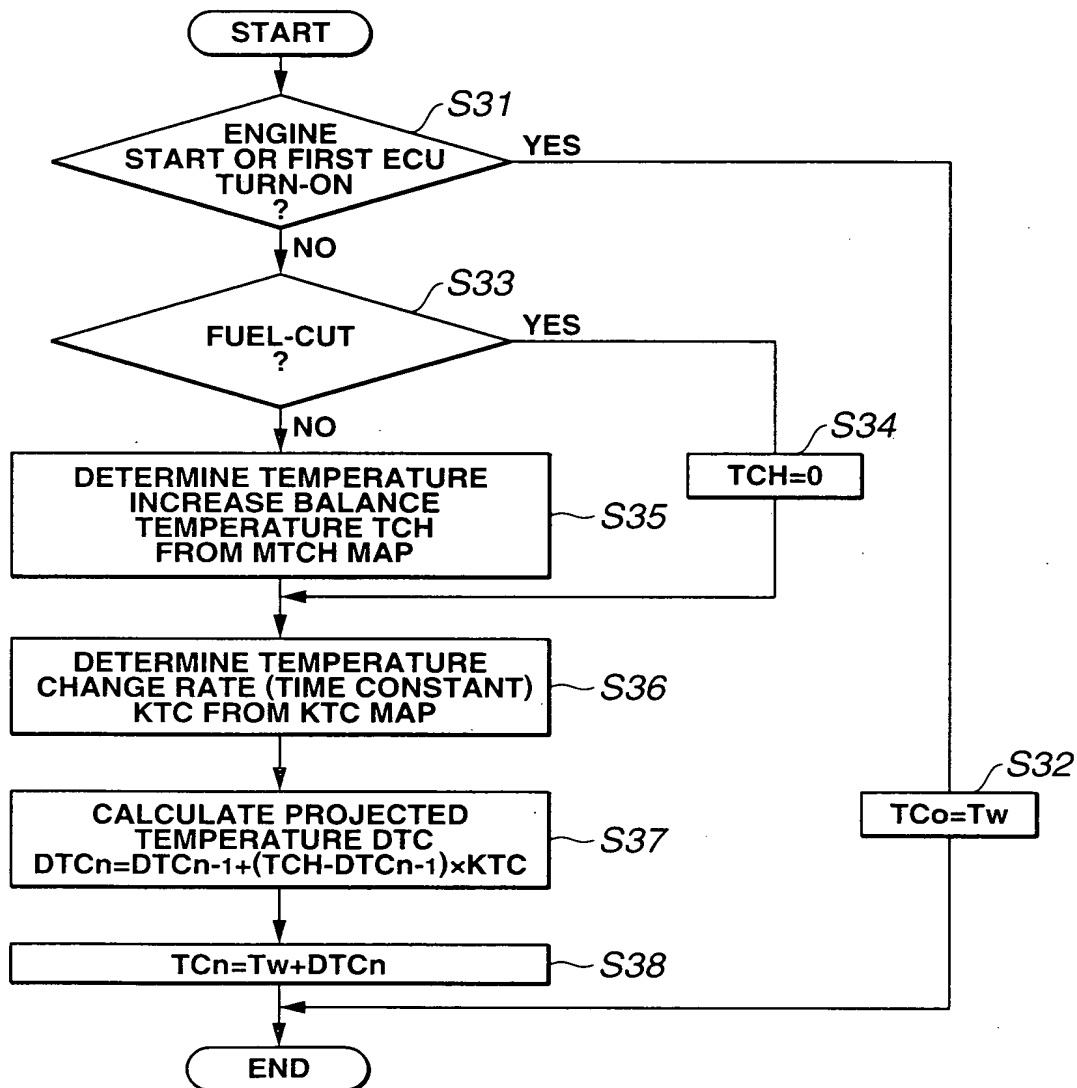 START
S31
ENGINE
START OR FIRST ECU
TURN-ON
?
YES
NO
S33
FUEL-CUT
?
YES
NO
S34
TCH=0
DETERMINE TEMPERATURE
INCREASE BALANCE
TEMPERATURE TCH
FROM MTCH MAP
S35
DETERMINE TEMPERATURE
CHANGE RATE (TIME CONSTANT)
KTC FROM KTC MAP
S36
S32
TCo=Tw
CALCULATE PROJECTED
TEMPERATURE DTC
DTCn=DTCn-1+(TCH-DTCn-1)×KTC
S37
TCn=Tw+DTCn
S38
END